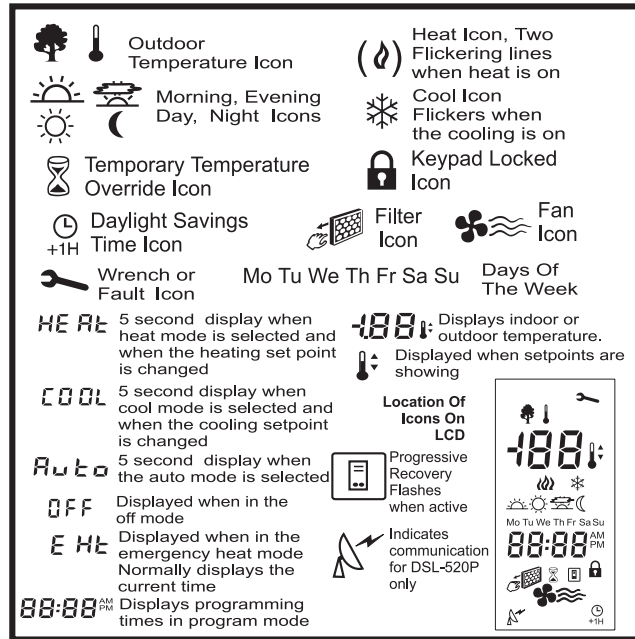 Outdoor
Temperature Icon
Heat Icon, Two
Flickering lines
when heat is on
Morning, Evening
Day, Night Icons
Cool Icon
Flickers when
the cooling is on
Temporary Temperature
Override Icon
Keypad Locked
Icon
+1H
Daylight Savings
Time Icon
Filter
Icon
Fan
Icon
Wrench or
Fault Icon
Mo Tu We Th Fr Sa Su
Days Of
The Week
HEAt
5 second display when
heat mode is selected and
when the heating set point
is changed
-188
Displays indoor or
outdoor temperature.
Displayed when setpoints are
showing
COOL
5 second display when
cool mode is selected and
when the cooling setpoint
is changed
Auto
5 second display when
the auto mode is selected
OFF
Displayed when in the
off mode
E Ht
Displayed when in the
emergency heat mode
Normally displays the
current time
88:88 AM PM
Displays programming
times in program mode
Location Of
Icons On
LCD
Progressive
Recovery
Flashes
when active
Indicates
communication
for DSL-520P
only
-188
Mo Tu We Th Fr Sa Su
88:88 AM PM
+1H